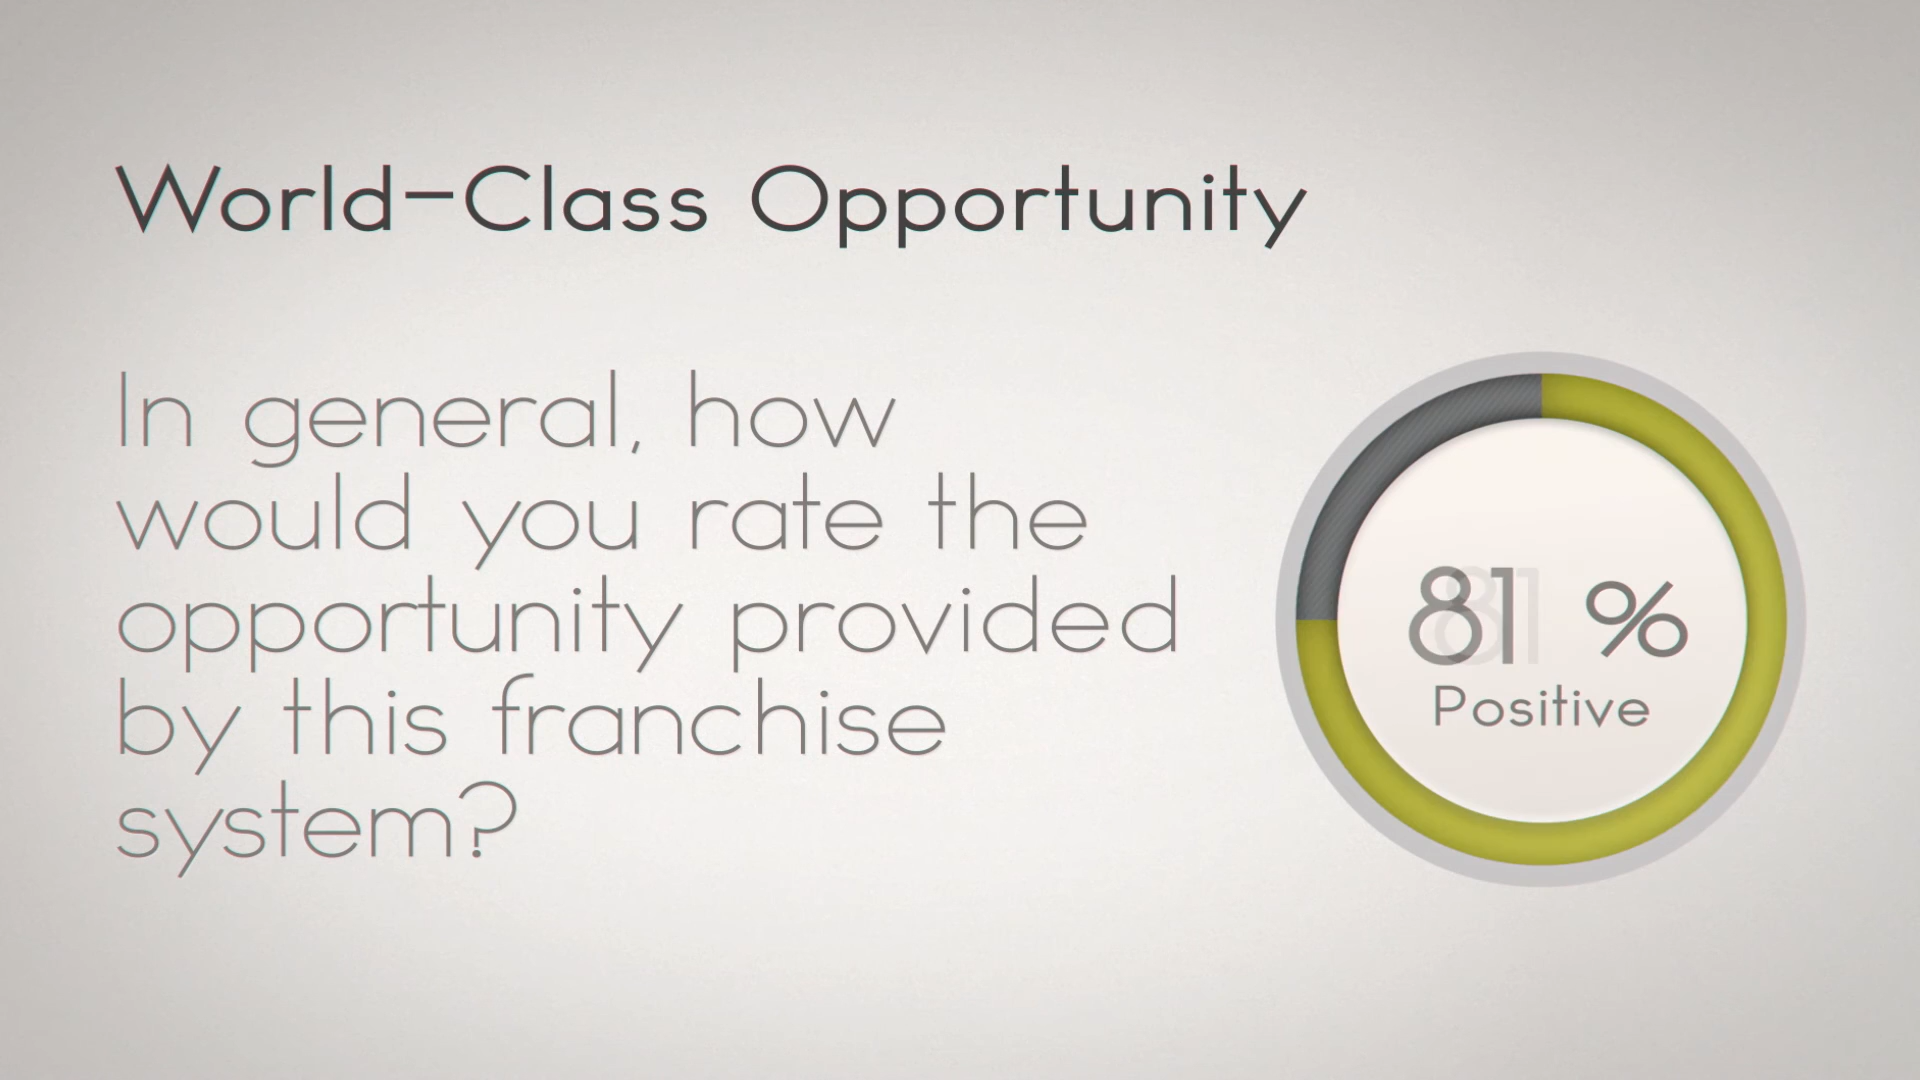 World-Class Opportunity
In general, how
would you rate the
opportunity provided
by this franchise
system?
81 %
Positive